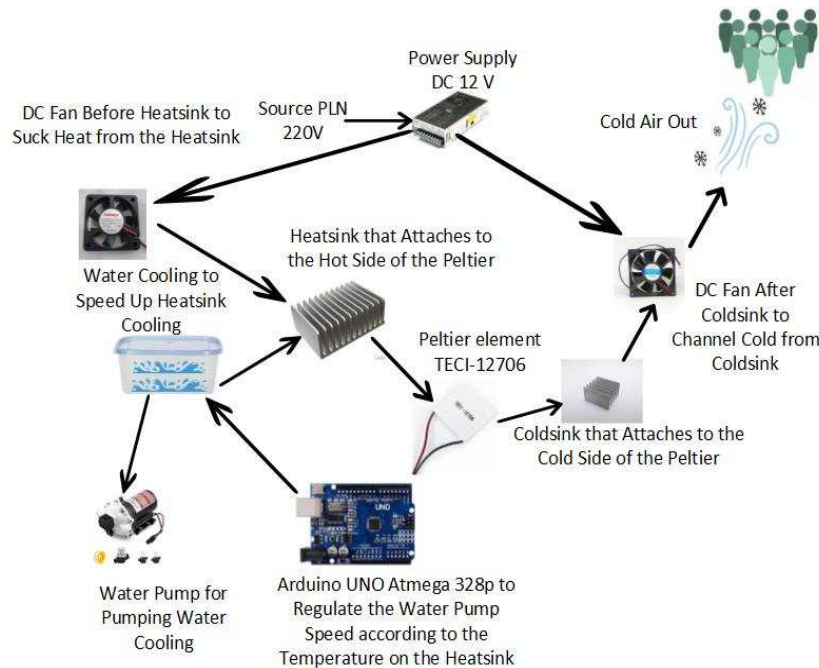 Power Supply
DC 12 V
DC Fan Before Heatsink to
Suck Heat from the Heatsink
Source PLN
220V
Cold Air Out
Heatsink that Attaches to
the Hot Side of the Peltier
Water Cooling to
Speed Up Heatsink
Cooling
DC Fan After
Coldsink to
Channel Cold from
Coldsink
Peltier element
TECI-12706
Coldsink that Attaches to the
Cold Side of the Peltier
UNO
Water Pump for
Pumping Water
Cooling
Arduino UNO Atmega 328p to
Regulate the Water Pump
Speed according to the
Temperature on the Heatsink